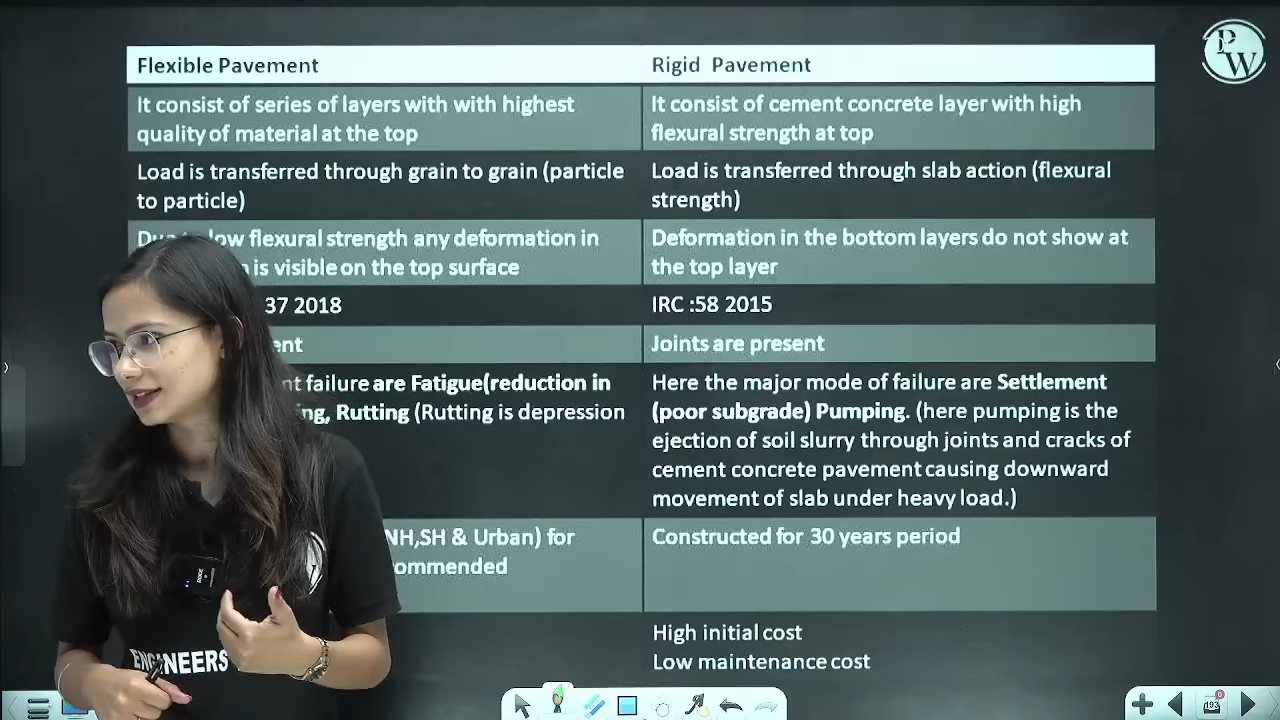 Flexible Pavement
Rigid Pavement
It consist of series of layers with with highest
quality of material at the top
It consist of cement concrete layer with high
flexural strength at top
Load is transferred through grain to grain (particle
to particle)
Load is transferred through slab action (flexural
strength)
low flexural strength any deformation in
is visible on the top surface
Deformation in the bottom layers do not show at
the top layer
37 2018
IRC :58 2015
Joints are present
failure are Fatigue(reduction in
Rutting (Rutting is depression
Here the major mode of failure are Settlement
(poor subgrade) Pumping. (here pumping is the
ejection of soil slurry through joints and cracks of
cement concrete pavement causing downward
movement of slab under heavy load.)
NH,SH & Urban) for
Constructed for 30 years period
High initial cost
Low maintenance cost
PW
193